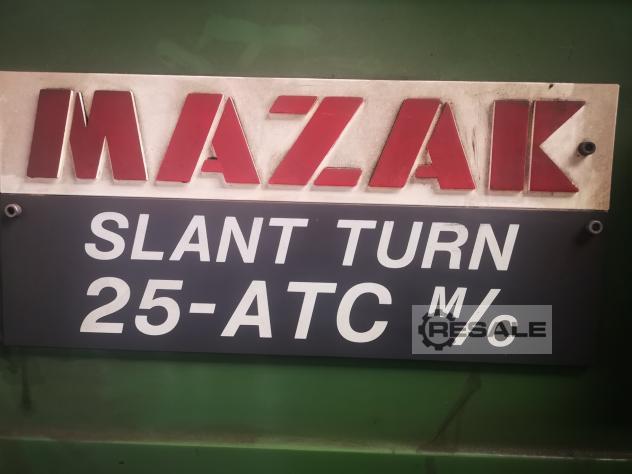 MAZAK
SLANT TURN
25-ATC M/C
RESALE